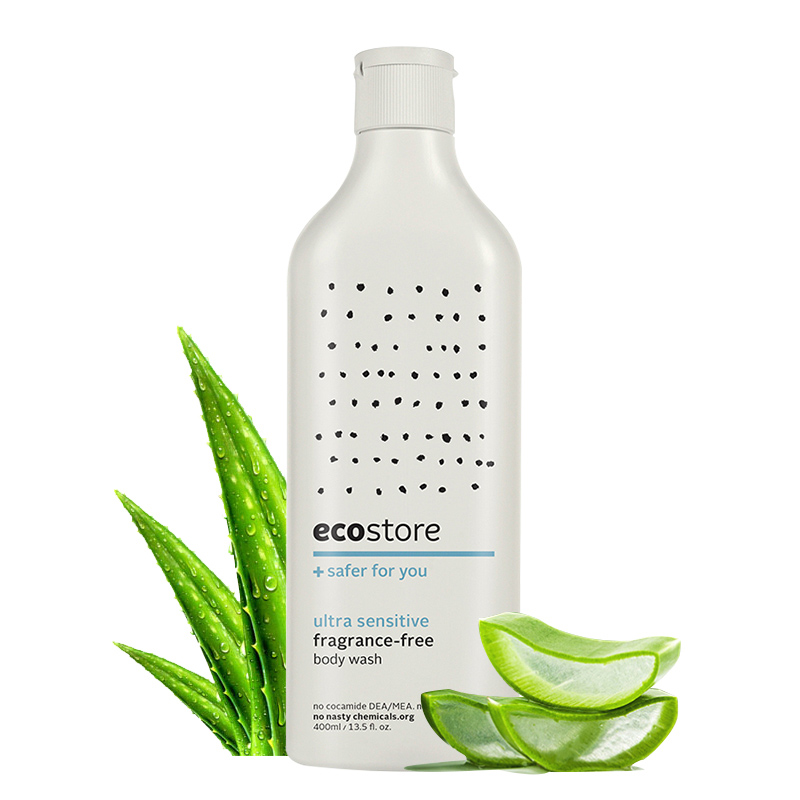 ecostore
+ safer for you
ultra sensitive
fragrance-free
body wash
no cocamide DEA/MEA.
no nasty chemicals.org
400ml / 13.5 fl. oz.